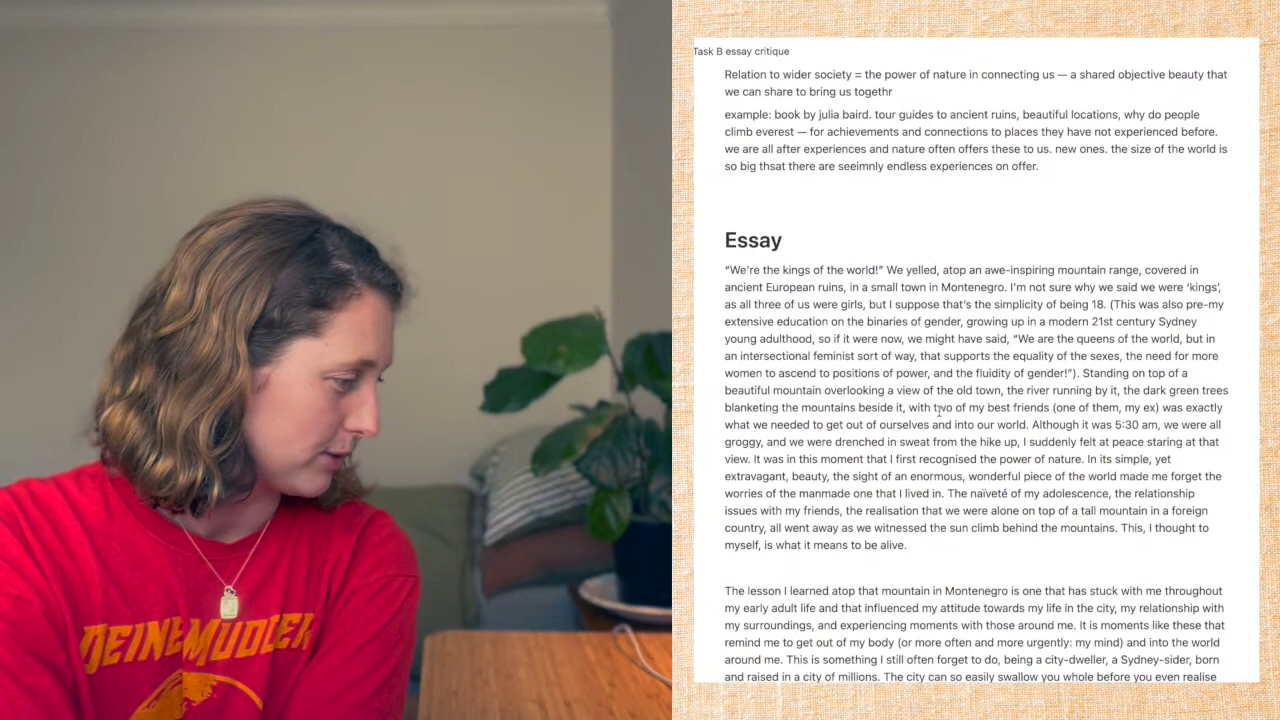 Task B essay critique
Relation to wider society = the power of nature in connecting us — a shared objective beauty that
we can share to bring us togethr
example: book by julia baird. tour guides to ancient ruins, beautiful locations, why do people
climb everest — for achievements and connections to places they have not experienced before.
we are all after experiences and nature often offers these to us. new ones. the size of the world is
so big thsat there are seeimnly endless experiences on offer.
Essay
“We’re the kings of the world!” We yelled, atop an awe-inspiring mountain range, covered in
ancient European ruins, in a small town in Montenegro. I’m not sure why we said we were ‘kings’,
as all three of us were girls, but I suppose that’s the simplicity of being 18. (This was also pre-my
extensive education on the binaries of gender, growing up in a modern 21st-century Sydney
young adulthood, so if it were now, we might have said, “We are the queens of the world, but in
an intersectional feminist sort of way, that supports the equality of the sexes, the need for more
women to ascend to positions of power, and the fluidity of gender!”). Standing on top of a
beautiful mountain overlooking a view of the old town, the river running by, the dark green trees
blanketing the mountains beside it, with two of my best friends (one of them, my ex) was exactly
what we needed to get out of ourselves and into our world. Although it was 5:30 am, we were all
groggy, and we were drenched in sweat from the hike up, I suddenly felt at peace staring at that
view. It was in this moment that I first recognised the power of nature. In its simple, yet
extravagant, beauty, the sight of an enormous, wonderful piece of the world made me forget the
worries of the manmade one that I lived in. The naïveté of my adolescence, the relationship
issues with my friends, the realisation that we were alone on top of a tall mountain in a foreign
country, all went away as we witnessed the sun climb behind the mountains. This, I thought to
myself, is what it means to be alive.
The lesson I learned atop that mountain in Montenegro is one that has stuck with me throughout
my early adult life and that influenced my attitude towards my life in the city, my relationship with
my surroundings, and experiencing moments with those around me. It is moments like these that
remind me to get out of my body (or more often and more urgently: my mind) and into the world
around me. This is something I still often forget to do, being a city-dweller, a Sydney-sider, born
and raised in a city of millions. The city can so easily swallow you whole before you even realise